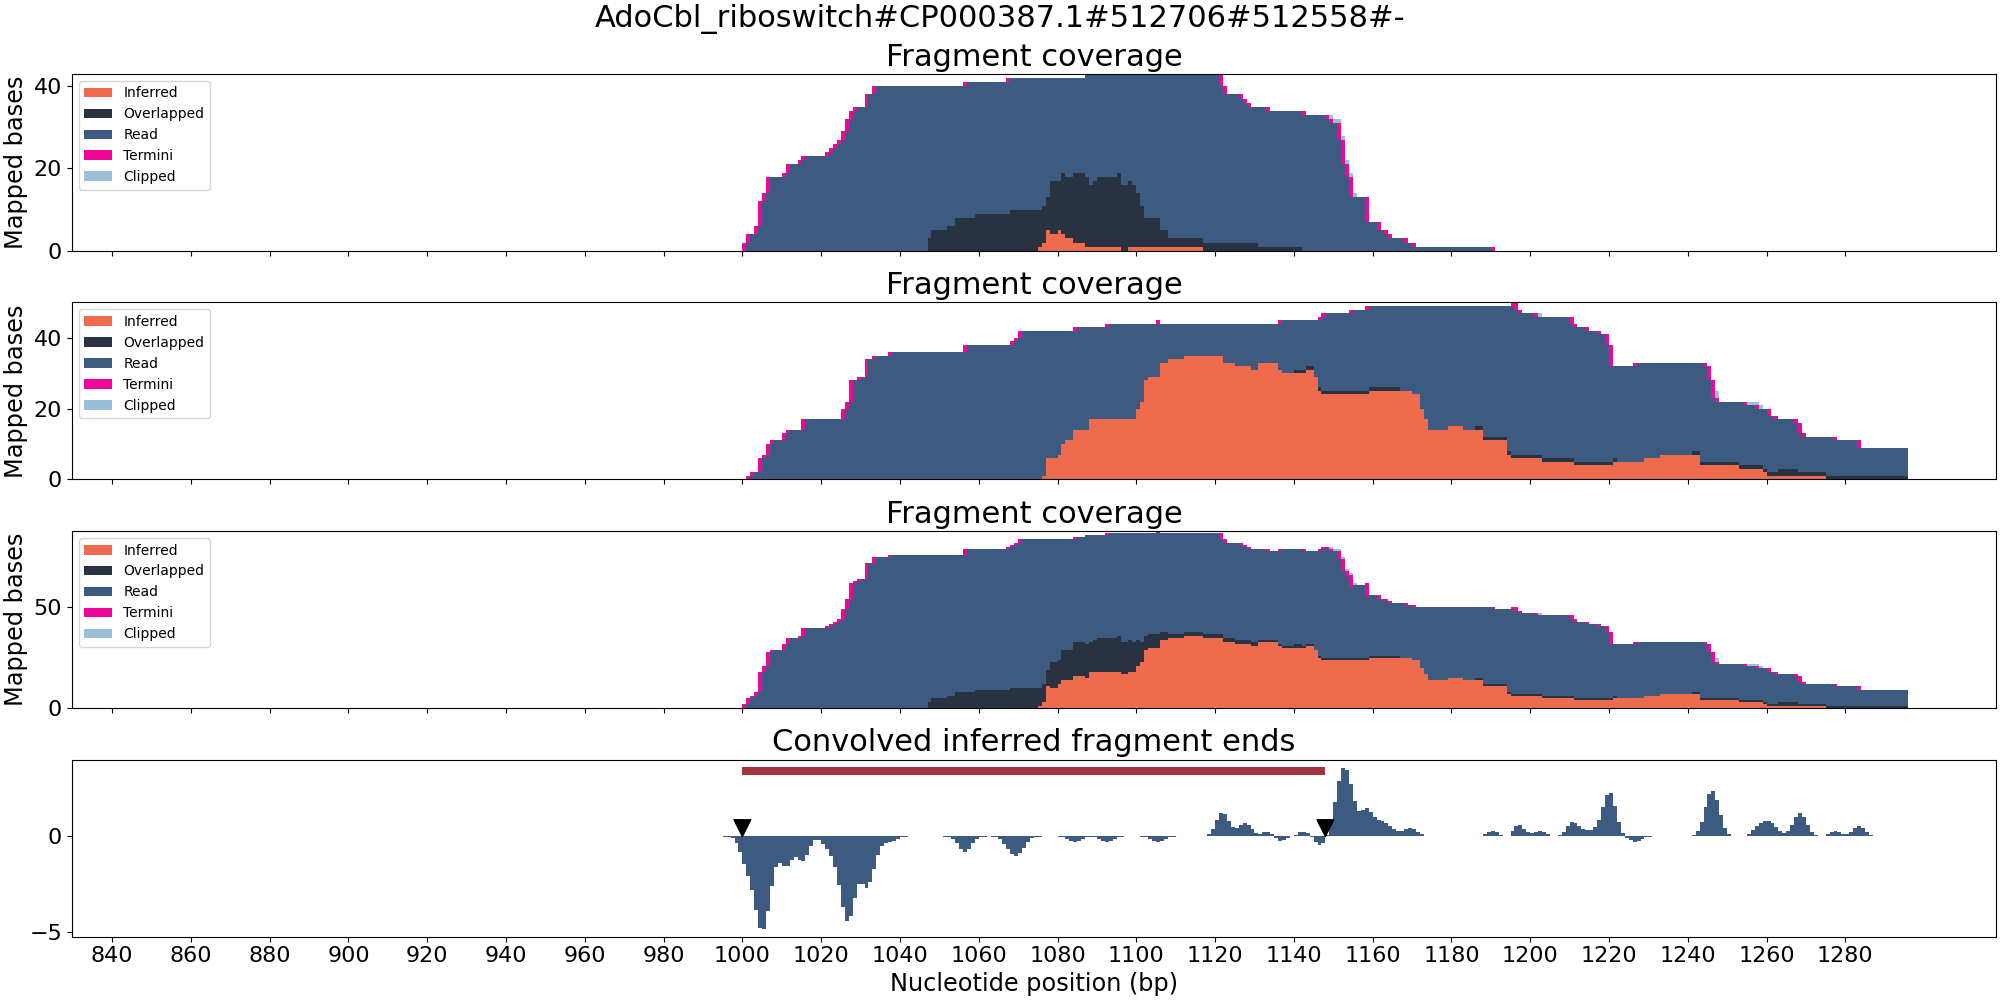 AdoCbl_riboswitch#CP000387.1#512706#512558#-
Fragment coverage
Mapped bases
40
20
0
Inferred
Overlapped
Read
Termini
Clipped
Fragment coverage
Mapped bases
40
20
0
Inferred
Overlapped
Read
Termini
Clipped
Fragment coverage
Mapped bases
50
0
Inferred
Overlapped
Read
Termini
Clipped
Convolved inferred fragment ends
0
−5
840 860 880 900 920 940 960 980 1000 1020 1040 1060 1080 1100 1120 1140 1160 1180 1200 1220 1240 1260 1280
Nucleotide position (bp)